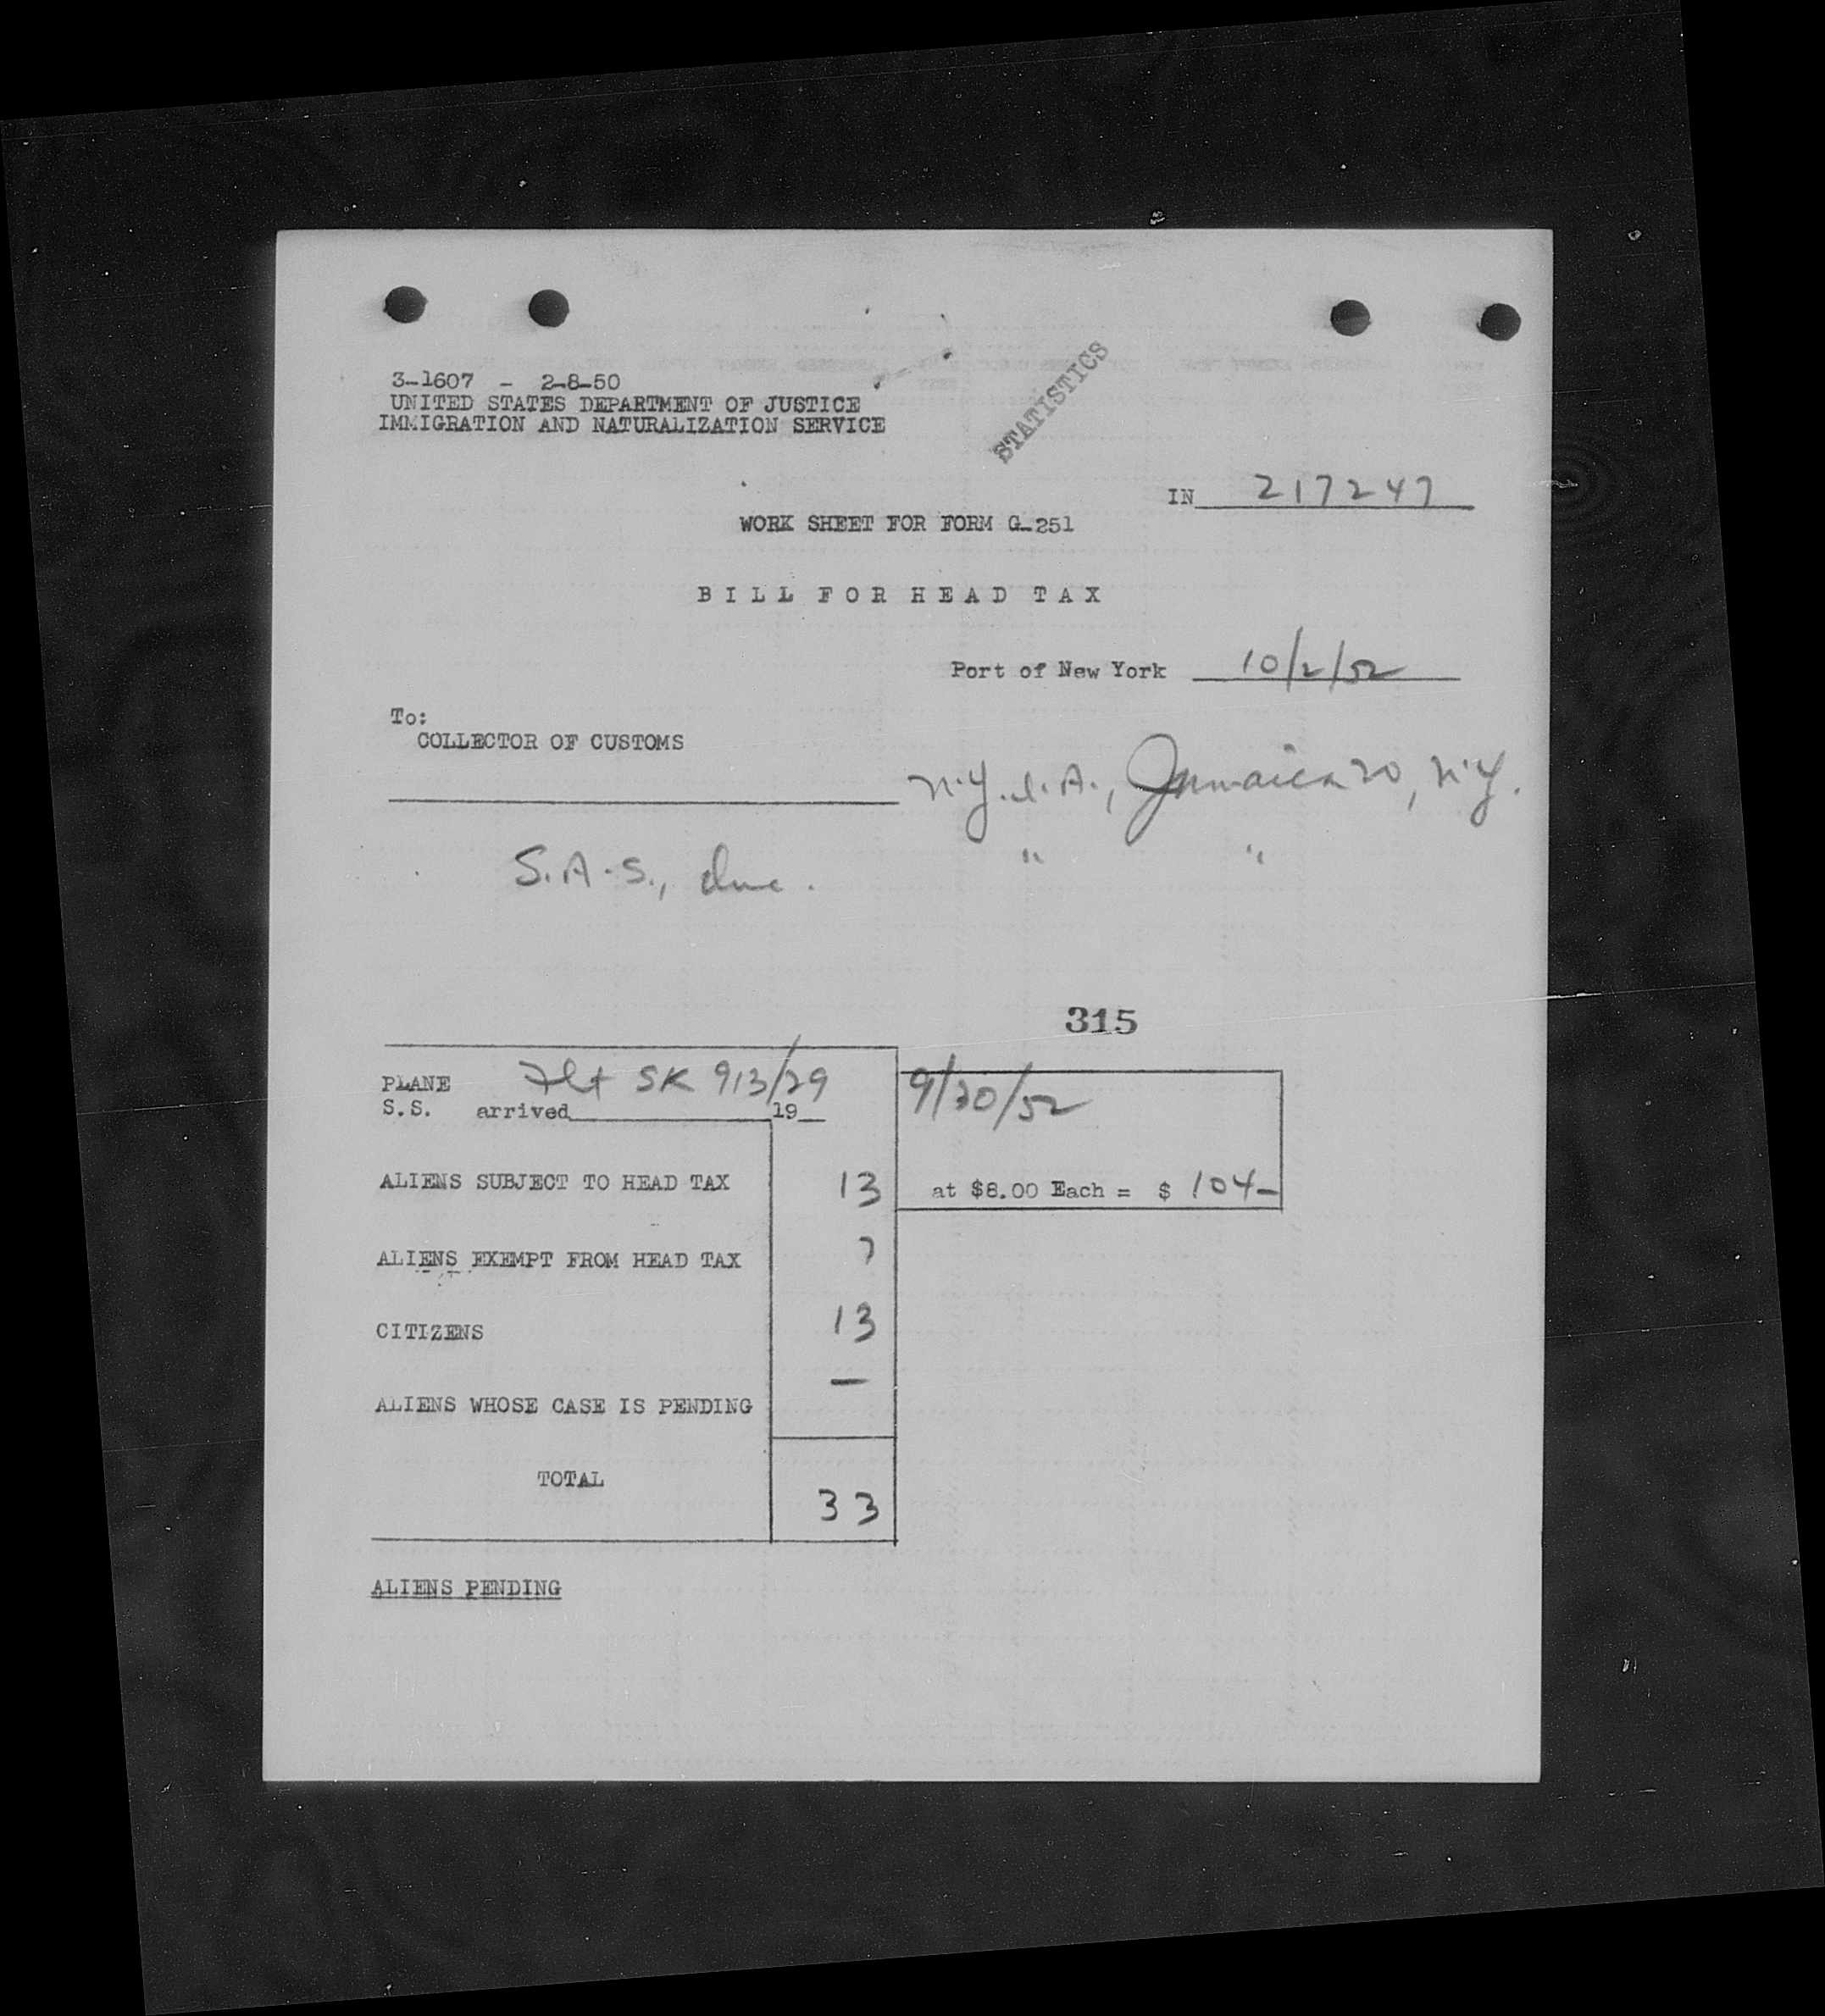 3-1607 - 2-8-50
UNITED STATES DEPARTMENT OF JUSTICE
IMMIGRATION AND NATURALIZATION SERVICE
STATISTICS
IN 217247
WORK SHEET FOR FORM G-251
BILL FOR HEAD TAX
Port of New York 10/2/52
To:
COLLECTOR OF CUSTOMS
N.Y.I.A., Jamaica 20, N.Y.
S.A.S., Inc. " "
315
PLANE Flt SK 913/29 9/30/52
S.S. arrived 19
ALIENS SUBJECT TO HEAD TAX 13 at $8.00 Each = $ 104-
ALIENS EXEMPT FROM HEAD TAX 7
CITIZENS 13
ALIENS WHOSE CASE IS PENDING -
TOTAL 33
ALIENS PENDING